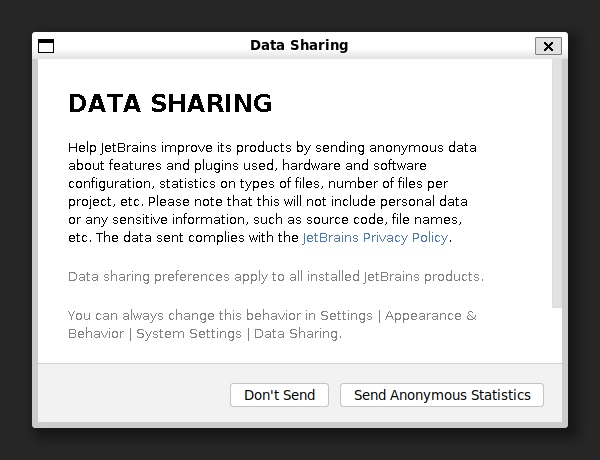 Data Sharing
DATA SHARING
Help JetBrains improve its products by sending anonymous data
about features and plugins used, hardware and software
configuration, statistics on types of files, number of files per
project, etc. Please note that this will not include personal data
or any sensitive information, such as source code, file names,
etc. The data sent complies with the JetBrains Privacy Policy.
Data sharing preferences apply to all installed JetBrains products.
You can always change this behavior in Settings | Appearance &
Behavior | System Settings | Data Sharing.
Don't Send
Send Anonymous Statistics